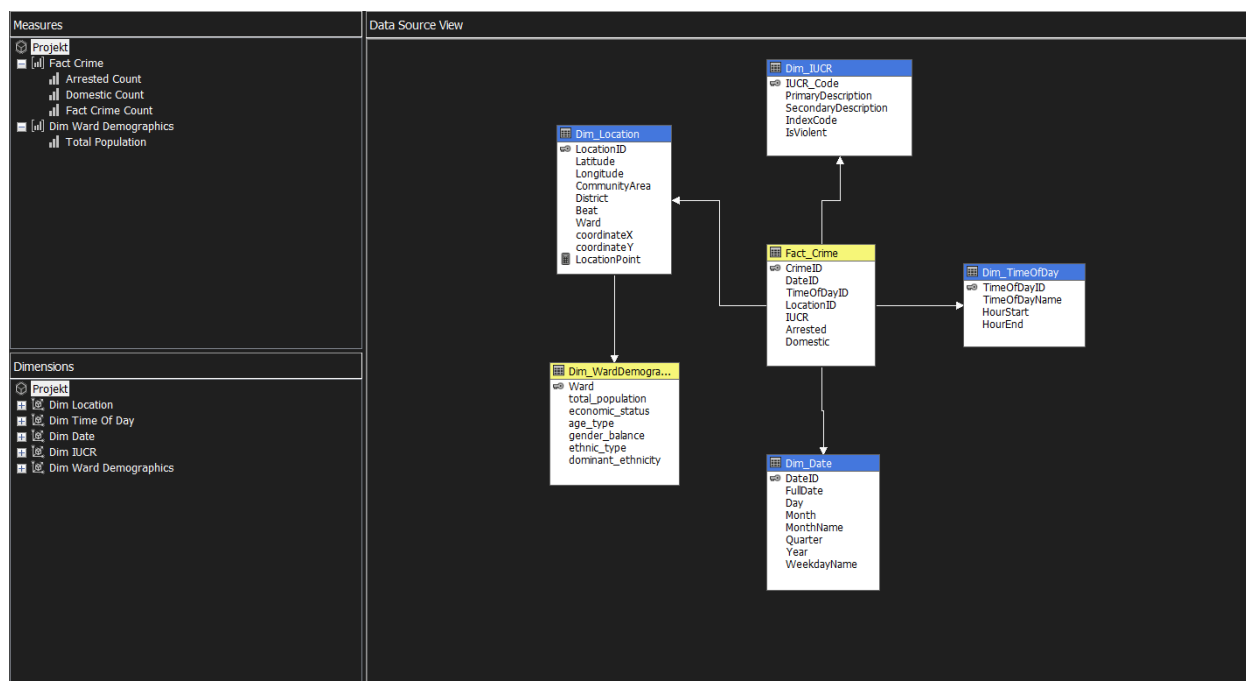 Measures
Projekt
Fact Crime
Arrested Count
Domestic Count
Fact Crime Count
Dim Ward Demographics
Total Population
Dimensions
Projekt
Dim Location
Dim Time Of Day
Dim Date
Dim IUCR
Dim Ward Demographics
Data Source View
Dim_IUCR
IUCR_Code
PrimaryDescription
SecondaryDescription
IndexCode
IsViolent
Dim_Location
LocationID
Latitude
Longitude
CommunityArea
District
Beat
Ward
coordinateX
coordinateY
LocationPoint
Fact_Crime
CrimeID
DateID
TimeOfDayID
LocationID
IUCR
Arrested
Domestic
Dim_TimeOfDay
TimeOfDayID
TimeOfDayName
HourStart
HourEnd
Dim_WardDemogra...
Ward
total_population
economic_status
age_type
gender_balance
ethnic_type
dominant_ethnicity
Dim_Date
DateID
FullDate
Day
Month
MonthName
Quarter
Year
WeekdayName